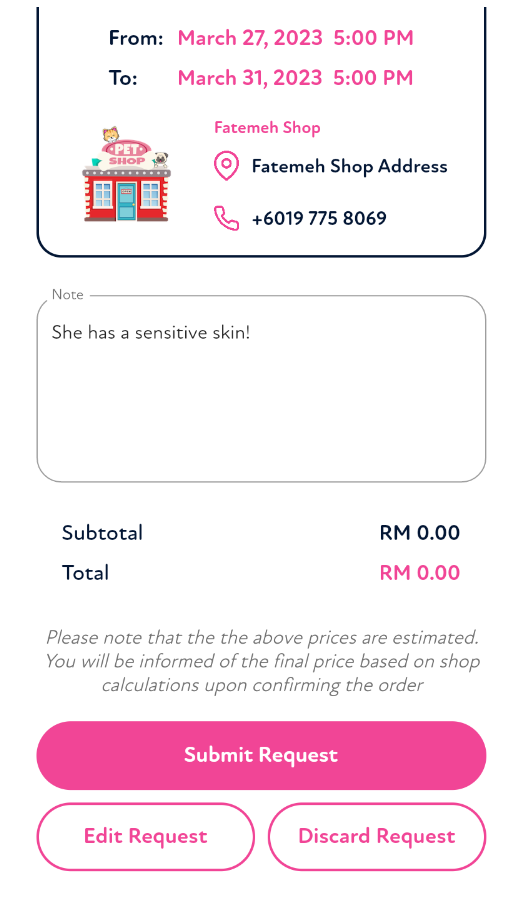 From: March 27, 2023 5:00 PM
To: March 31, 2023 5:00 PM
Fatemeh Shop
PET
SHOP
Fatemeh Shop Address
+6019 775 8069
Note
She has a sensitive skin!
Subtotal RM 0.00
Total RM 0.00
Please note that the the above prices are estimated.
You will be informed of the final price based on shop
calculations upon confirming the order
Submit Request
Edit Request Discard Request